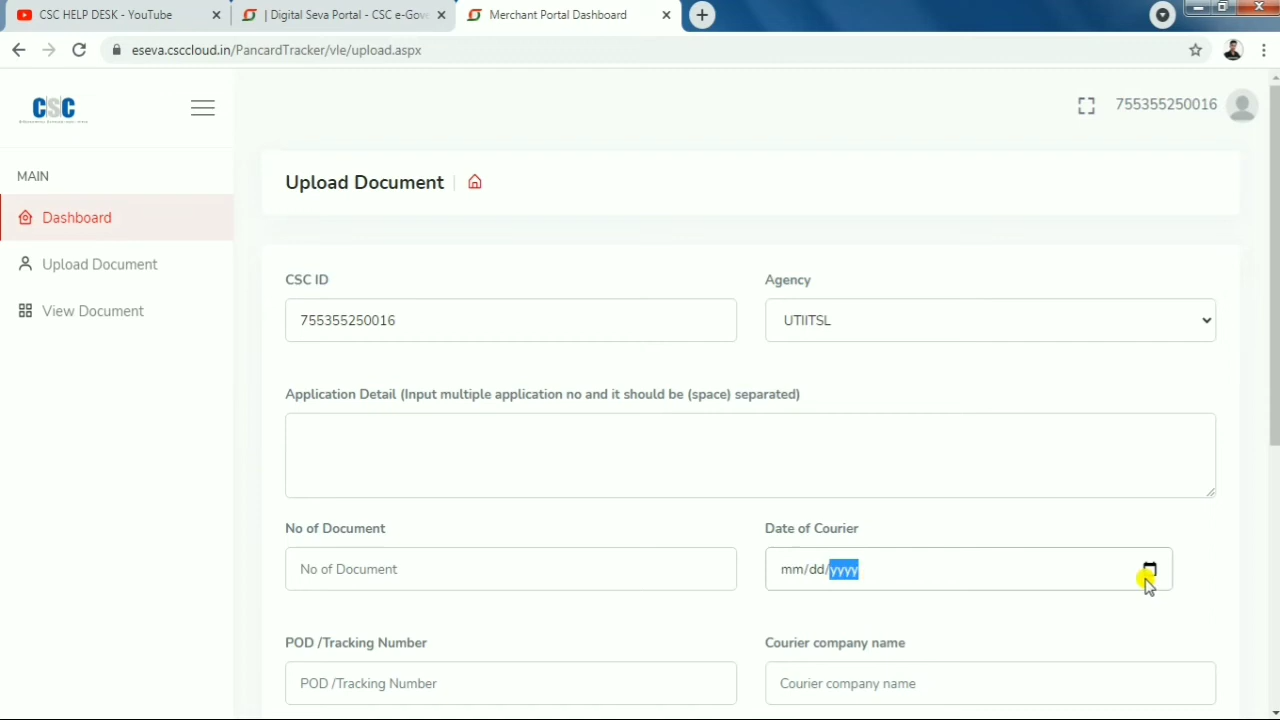 CSC HELP DESK - YouTube
| Digital Seva Portal - CSC e-Gove
Merchant Portal Dashboard
eseva.csccloud.in/PancardTracker/vle/upload.aspx
CSC
755355250016
MAIN
Upload Document
Dashboard
Upload Document
View Document
CSC ID
Agency
755355250016
UTIITSL
Application Detail (Input multiple application no and it should be (space) separated)
No of Document
Date of Courier
No of Document
mm/dd/yyyy
POD /Tracking Number
Courier company name
POD /Tracking Number
Courier company name